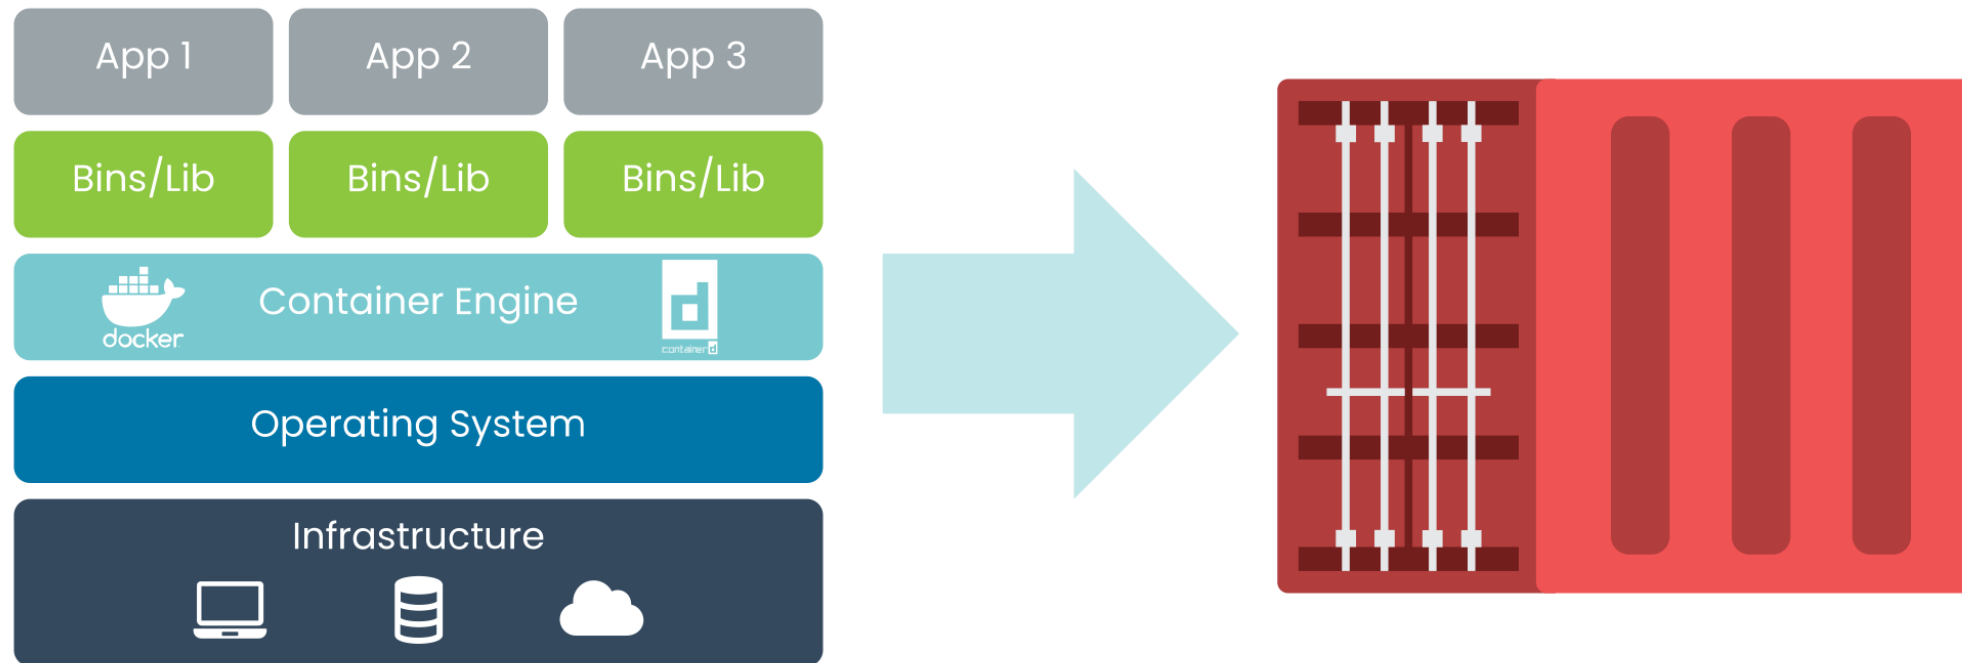 App 1
App 2
App 3
Bins/Lib
Bins/Lib
Bins/Lib
docker
Container Engine
d
containerd
Operating System
Infrastructure